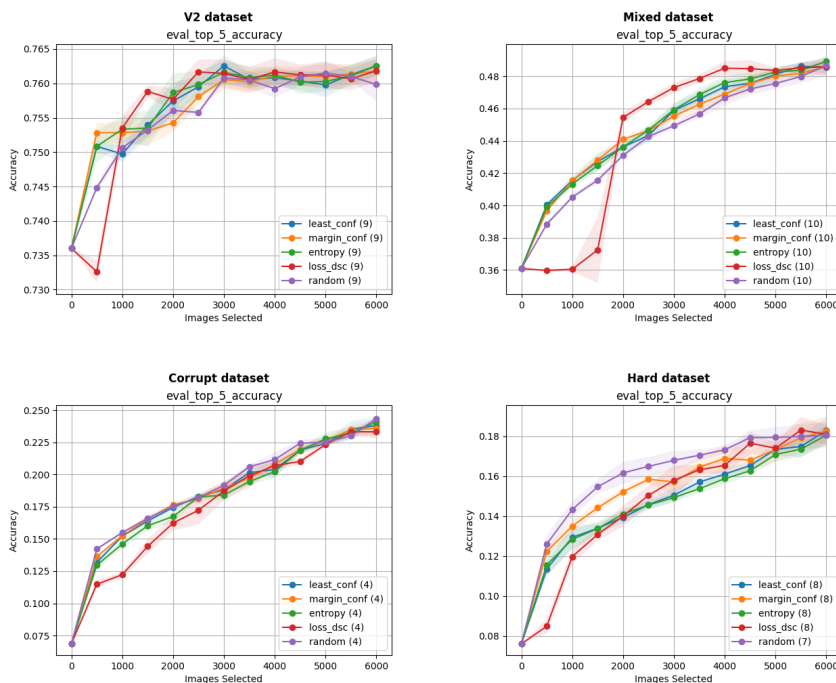 V2 dataset
eval_top_5_accuracy
0.765
0.760
0.755
0.750
0.745
0.740
0.735
0.730
Accuracy
least_conf (9)
margin_conf (9)
entropy (9)
loss_dsc (9)
random (9)
0 1000 2000 3000 4000 5000 6000
Images Selected
Mixed dataset
eval_top_5_accuracy
0.48
0.46
0.44
0.42
0.40
0.38
0.36
Accuracy
least_conf (10)
margin_conf (10)
entropy (10)
loss_dsc (10)
random (10)
0 1000 2000 3000 4000 5000 6000
Images Selected
Corrupt dataset
eval_top_5_accuracy
0.250
0.225
0.200
0.175
0.150
0.125
0.100
0.075
Accuracy
least_conf (4)
margin_conf (4)
entropy (4)
loss_dsc (4)
random (4)
0 1000 2000 3000 4000 5000 6000
Images Selected
Hard dataset
eval_top_5_accuracy
0.18
0.16
0.14
0.12
0.10
0.08
Accuracy
least_conf (8)
margin_conf (8)
entropy (8)
loss_dsc (8)
random (7)
0 1000 2000 3000 4000 5000 6000
Images Selected